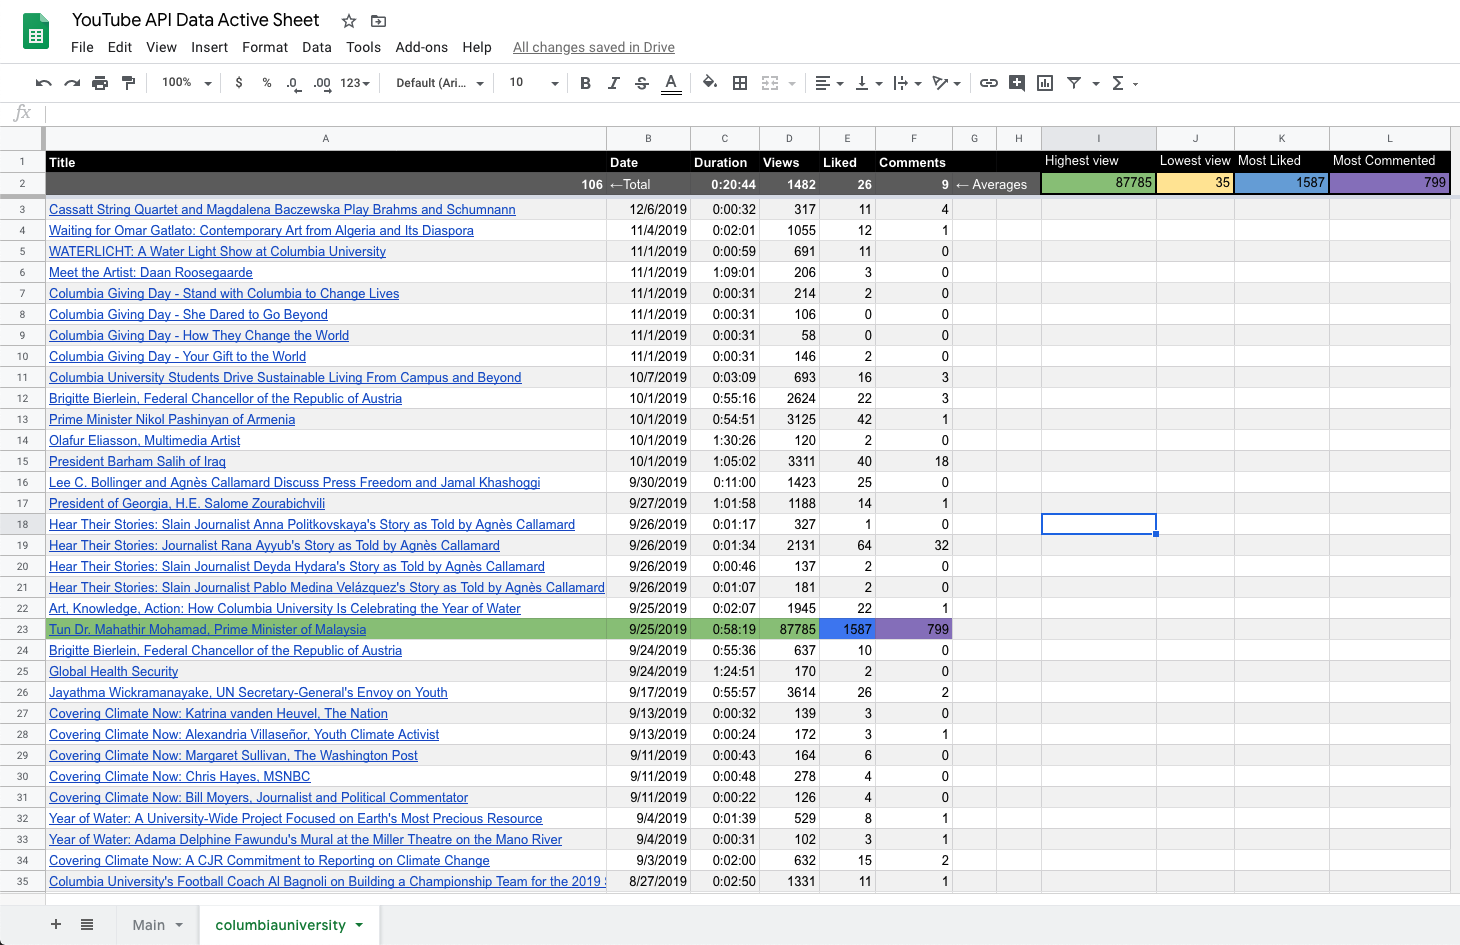 YouTube API Data Active Sheet
File Edit View Insert Format Data Tools Add-ons Help All changes saved in Drive
100% $ % .0 .00 123 Default (Ari... 10 B I S A Σ
fx
A B C D E F G H I J K L
1 Title Date Duration Views Liked Comments Highest view Lowest view Most Liked Most Commented
2 106 ←Total 0:20:44 1482 26 9 ← Averages 87785 35 1587 799
3 Cassatt String Quartet and Magdalena Baczewska Play Brahms and Schumnann 12/6/2019 0:00:32 317 11 4
4 Waiting for Omar Gatlato: Contemporary Art from Algeria and Its Diaspora 11/4/2019 0:02:01 1055 12 1
5 WATERLICHT: A Water Light Show at Columbia University 11/1/2019 0:00:59 691 11 0
6 Meet the Artist: Daan Roosegaarde 11/1/2019 1:09:01 206 3 0
7 Columbia Giving Day - Stand with Columbia to Change Lives 11/1/2019 0:00:31 214 2 0
8 Columbia Giving Day - She Dared to Go Beyond 11/1/2019 0:00:31 106 0 0
9 Columbia Giving Day - How They Change the World 11/1/2019 0:00:31 58 0 0
10 Columbia Giving Day - Your Gift to the World 11/1/2019 0:00:31 146 2 0
11 Columbia University Students Drive Sustainable Living From Campus and Beyond 10/7/2019 0:03:09 693 16 3
12 Brigitte Bierlein, Federal Chancellor of the Republic of Austria 10/1/2019 0:55:16 2624 22 3
13 Prime Minister Nikol Pashinyan of Armenia 10/1/2019 0:54:51 3125 42 1
14 Olafur Eliasson, Multimedia Artist 10/1/2019 1:30:26 120 2 0
15 President Barham Salih of Iraq 10/1/2019 1:05:02 3311 40 18
16 Lee C. Bollinger and Agnès Callamard Discuss Press Freedom and Jamal Khashoggi 9/30/2019 0:11:00 1423 25 0
17 President of Georgia, H.E. Salome Zourabichvili 9/27/2019 1:01:58 1188 14 1
18 Hear Their Stories: Slain Journalist Anna Politkovskaya's Story as Told by Agnès Callamard 9/26/2019 0:01:17 327 1 0
19 Hear Their Stories: Journalist Rana Ayyub's Story as Told by Agnès Callamard 9/26/2019 0:01:34 2131 64 32
20 Hear Their Stories: Slain Journalist Deyda Hydara's Story as Told by Agnès Callamard 9/26/2019 0:00:46 137 2 0
21 Hear Their Stories: Slain Journalist Pablo Medina Velázquez's Story as Told by Agnès Callamard 9/26/2019 0:01:07 181 2 0
22 Art, Knowledge, Action: How Columbia University Is Celebrating the Year of Water 9/25/2019 0:02:07 1945 22 1
23 Tun Dr. Mahathir Mohamad, Prime Minister of Malaysia 9/25/2019 0:58:19 87785 1587 799
24 Brigitte Bierlein, Federal Chancellor of the Republic of Austria 9/24/2019 0:55:36 637 10 0
25 Global Health Security 9/24/2019 1:24:51 170 2 0
26 Jayathma Wickramanayake, UN Secretary-General's Envoy on Youth 9/17/2019 0:55:57 3614 26 2
27 Covering Climate Now: Katrina vanden Heuvel, The Nation 9/13/2019 0:00:32 139 3 0
28 Covering Climate Now: Alexandria Villaseñor, Youth Climate Activist 9/13/2019 0:00:24 172 3 1
29 Covering Climate Now: Margaret Sullivan, The Washington Post 9/11/2019 0:00:43 164 6 0
30 Covering Climate Now: Chris Hayes, MSNBC 9/11/2019 0:00:48 278 4 0
31 Covering Climate Now: Bill Moyers, Journalist and Political Commentator 9/11/2019 0:00:22 126 4 0
32 Year of Water: A University-Wide Project Focused on Earth's Most Precious Resource 9/4/2019 0:01:39 529 8 1
33 Year of Water: Adama Delphine Fawundu's Mural at the Miller Theatre on the Mano River 9/4/2019 0:00:31 102 3 1
34 Covering Climate Now: A CJR Commitment to Reporting on Climate Change 9/3/2019 0:02:00 632 15 2
35 Columbia University's Football Coach Al Bagnoli on Building a Championship Team for the 2019 8/27/2019 0:02:50 1331 11 1
+ Main columbiauniversity